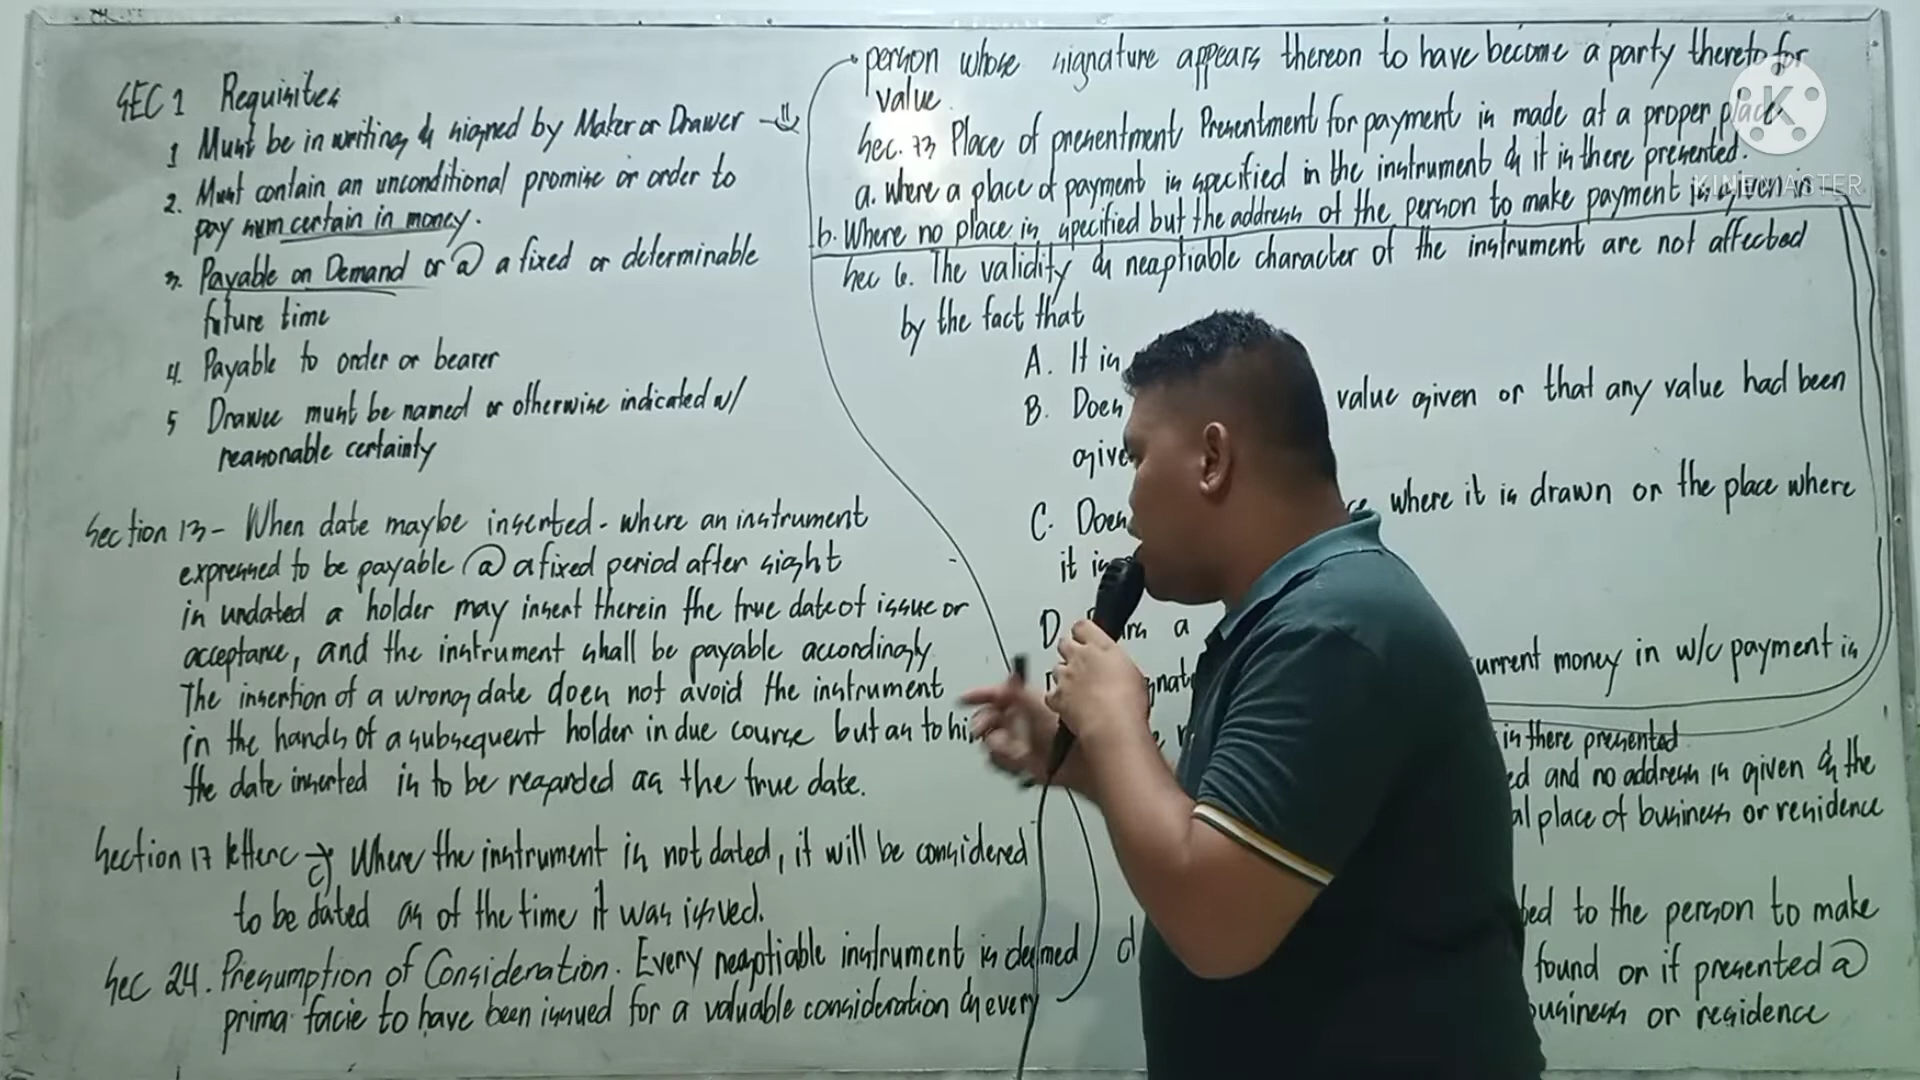 SEC 1 Requisites
1 Must be in writing & signed by Maker or Drawer
2. Must contain an unconditional promise or order to
pay sum certain in money.
3. Payable on Demand or @ a fixed or determinable
future time
4. Payable to order or bearer
5 Drawee must be named or otherwise indicated w/
reasonable certainty
Section 13 - When date maybe inserted - where an instrument
expressed to be payable @ a fixed period after sight
is undated a holder may insert therein the true date of issue or
acceptance, and the instrument shall be payable accordingly.
The insertion of a wrong date does not avoid the instrument
in the hands of a subsequent holder in due course but as to him
the date inserted is to be regarded as the true date.
Section 17 letter c → Where the instrument is not dated, it will be considered
to be dated as of the time it was issued.
Sec 24. Presumption of Consideration. Every negotiable instrument is deemed
prima facie to have been issued for a valuable consideration & every
person whose signature appears thereon to have become a party thereto for
value.
Sec. 73 Place of presentment Presentment for payment is made at a proper place
a. where a place of payment is specified in the instrument & it is there presented.
b. Where no place is specified but the address of the person to make payment is given in
Sec 6. The validity & negotiable character of the instrument are not affected
by the fact that
A. It is
B. Does value given or that any value had been
give
C. Does where it is drawn or the place where
it is
D. a
current money in w/c payment is
is there presented
and no address is given & the
place of business or residence
to the person to make
found or if presented @
business or residence
KINEMASTER